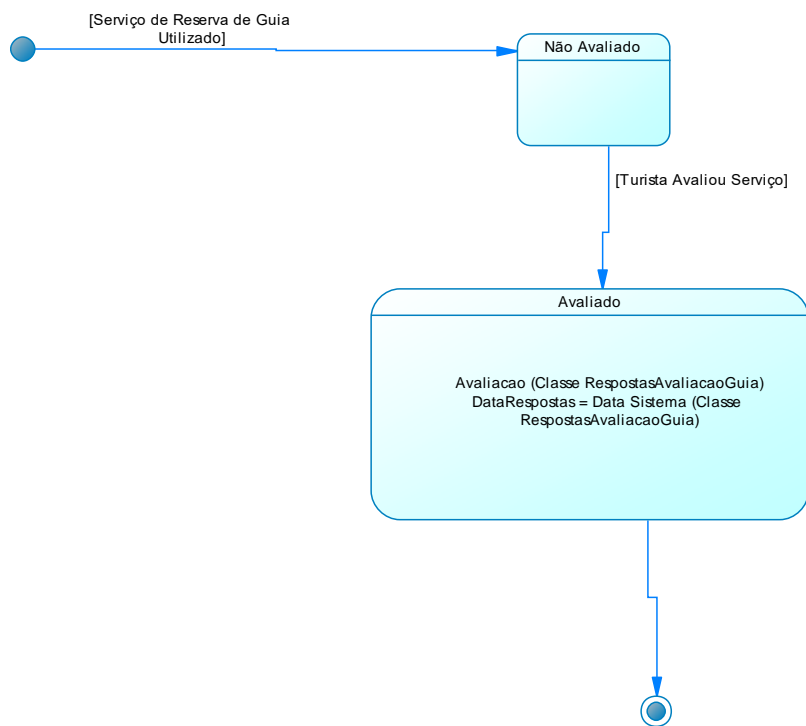 [Serviço de Reserva de Guia
Utilizado]
Não Avaliado
[Turista Avaliou Serviço]
Avaliado
Avaliacao (Classe RespostasAvaliacaoGuia)
DataRespostas = Data Sistema (Classe
RespostasAvaliacaoGuia)